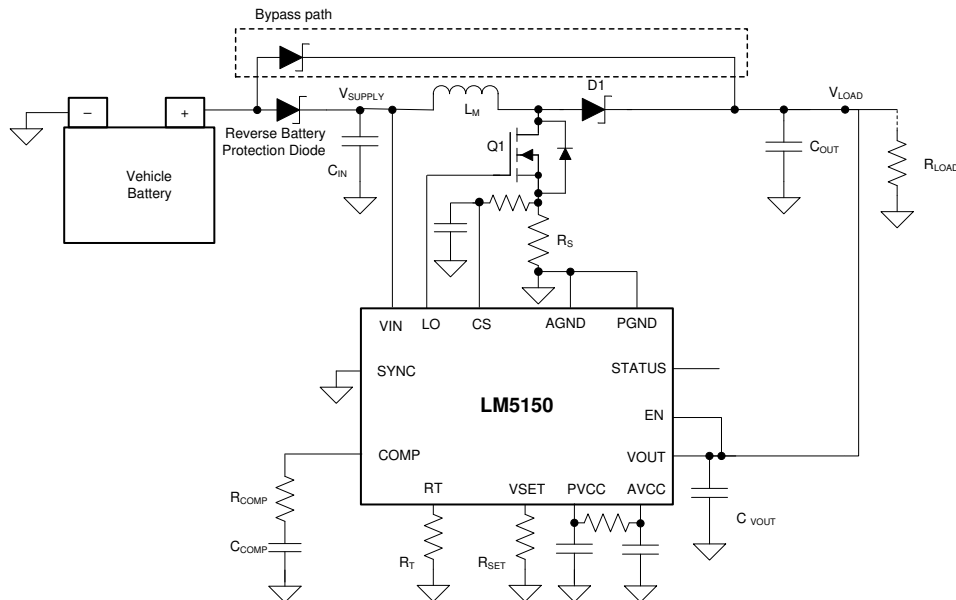 Bypass path
D1
VSUPPLY
LM
VLOAD
−
+
Reverse Battery
Protection Diode
Q1
CIN
COUT
RLOAD
Vehicle
Battery
RS
VIN
LO
CS
AGND
PGND
SYNC
STATUS
LM5150
EN
COMP
VOUT
RT
VSET
PVCC
AVCC
RCOMP
C VOUT
CCOMP
RT
RSET